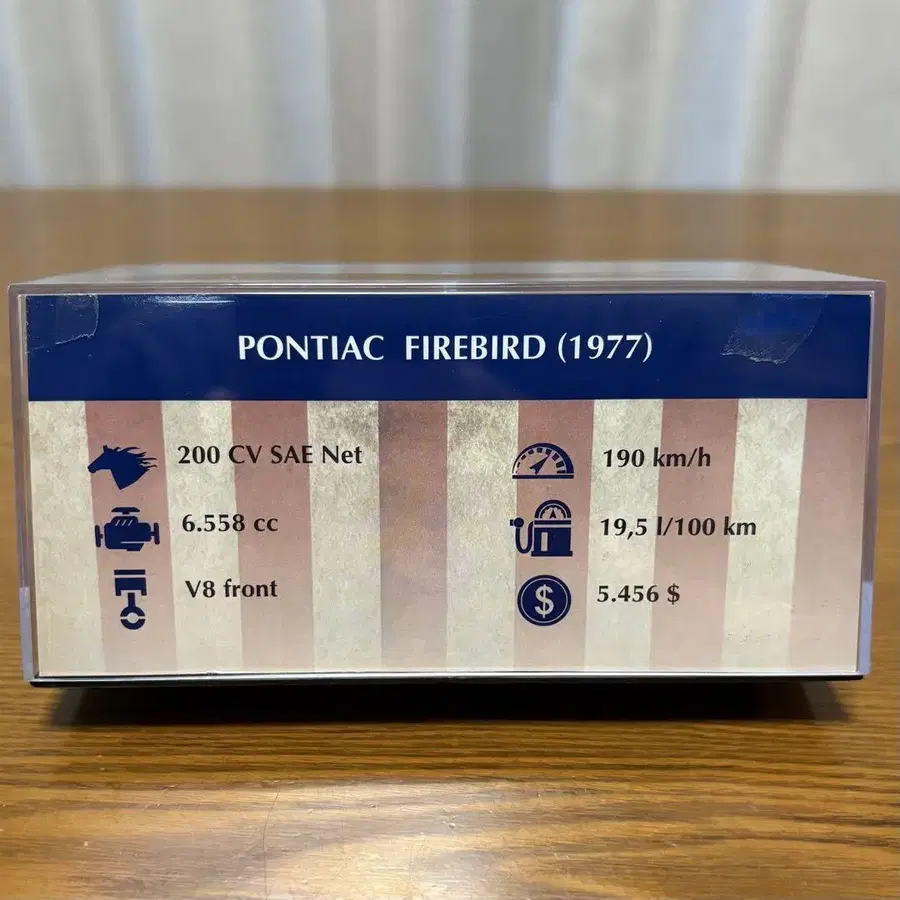 PONTIAC FIREBIRD (1977)
200 CV SAE Net
6.558 cc
V8 front
190 km/h
19,5 l/100 km
$
5.456 $